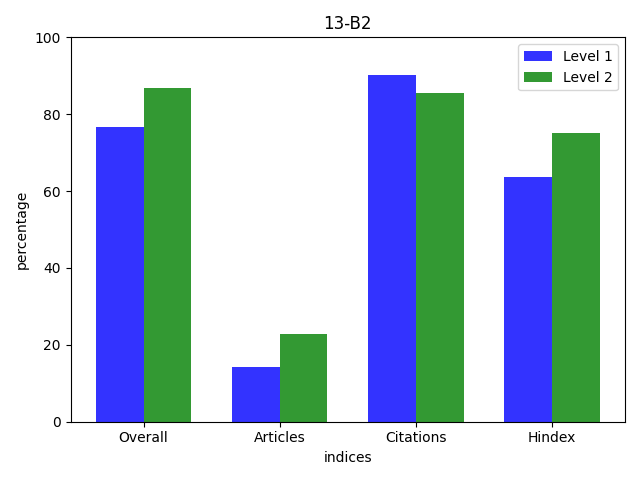 13-B2
100
80
60
40
20
0
percentage
Level 1
Level 2
Overall
Articles
Citations
Hindex
indices